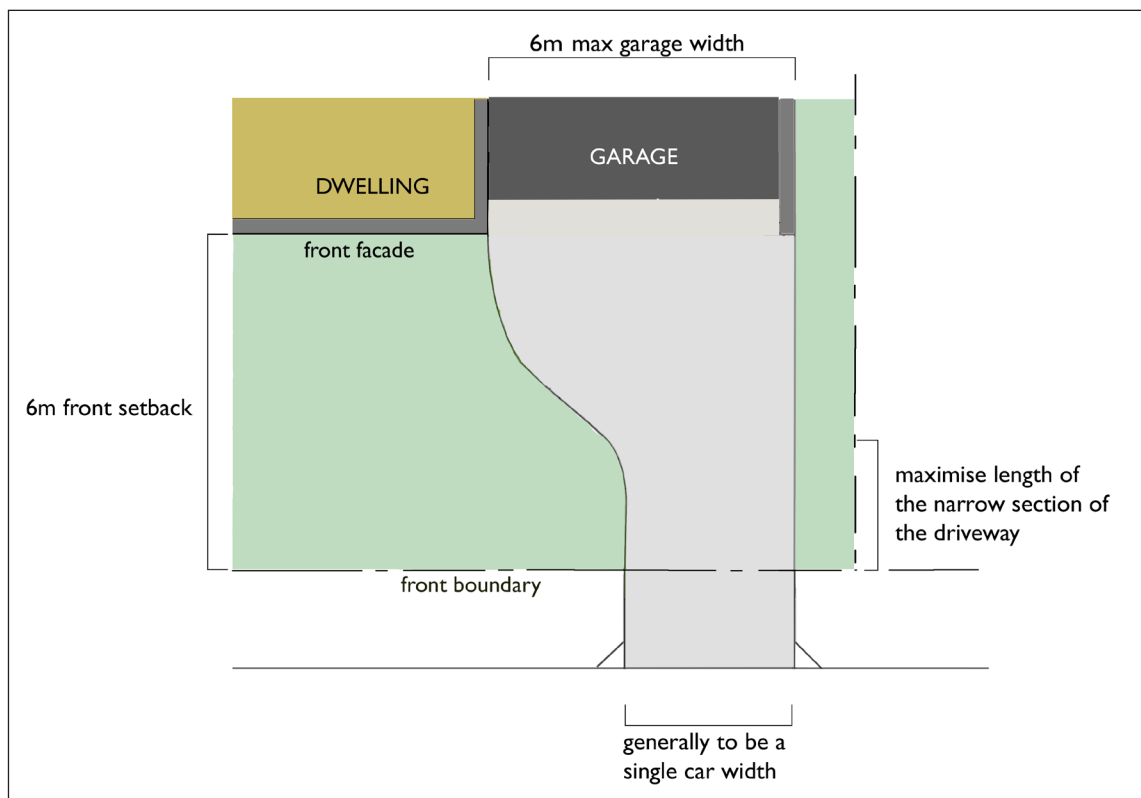 6m max garage width
GARAGE
DWELLING
front facade
6m front setback
maximise length of
the narrow section of
the driveway
front boundary
generally to be a
single car width